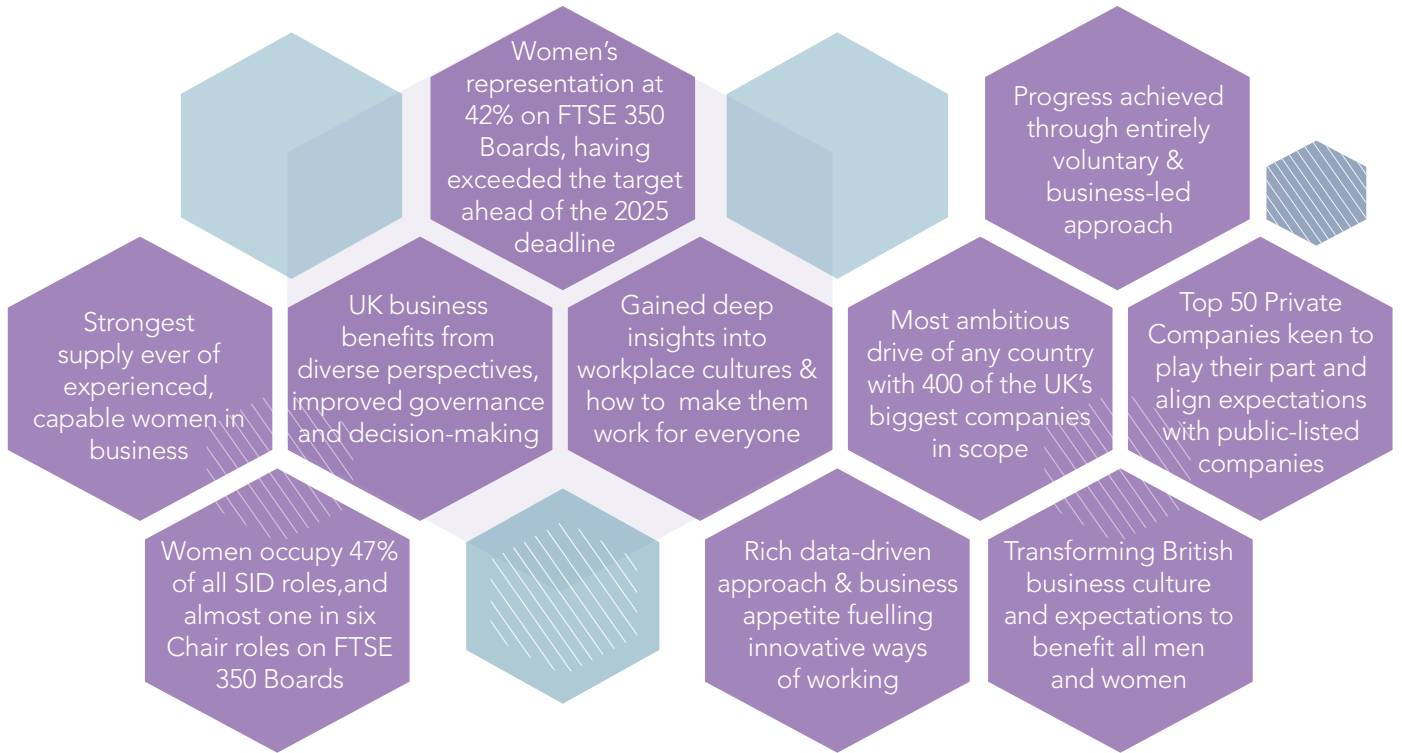 Women’s
representation at
42% on FTSE 350
Boards, having
exceeded the target
ahead of the 2025
deadline
Progress achieved
through entirely
voluntary &
business-led
approach
Strongest
supply ever of
experienced,
capable women in
business
UK business
benefits from
diverse perspectives,
improved governance
and decision-making
Gained deep
insights into
workplace cultures &
how to make them
work for everyone
Most ambitious
drive of any country
with 400 of the UK’s
biggest companies
in scope
Top 50 Private
Companies keen to
play their part and
align expectations
with public-listed
companies
Women occupy 47%
of all SID roles,and
almost one in six
Chair roles on FTSE
350 Boards
Rich data-driven
approach & business
appetite fuelling
innovative ways
of working
Transforming British
business culture
and expectations to
benefit all men
and women